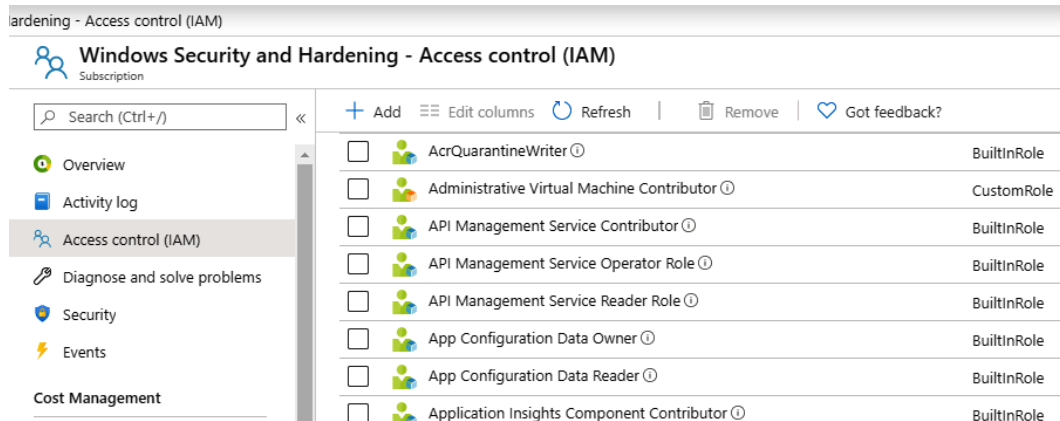 ardening - Access control (IAM)
Windows Security and Hardening - Access control (IAM)
Subscription
Search (Ctrl+/)
«
Overview
Activity log
Access control (IAM)
Diagnose and solve problems
Security
Events
Cost Management
Add Edit columns Refresh | Remove | Got feedback?
AcrQuarantineWriter BuiltInRole
Administrative Virtual Machine Contributor CustomRole
API Management Service Contributor BuiltInRole
API Management Service Operator Role BuiltInRole
API Management Service Reader Role BuiltInRole
App Configuration Data Owner BuiltInRole
App Configuration Data Reader BuiltInRole
Application Insights Component Contributor BuiltInRole